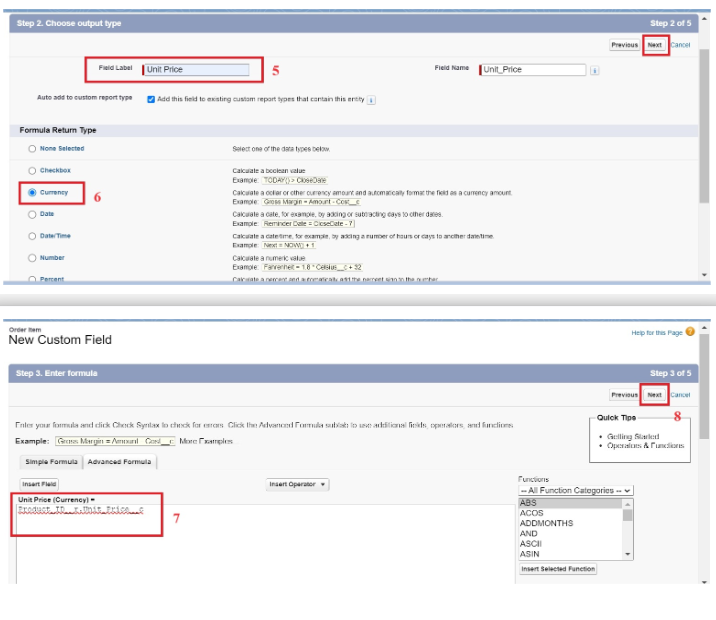 Step 2. Choose output type Step 2 of 5
Previous Next Cancel
Field Label Unit Price 5 Field Name Unit_Price i
Auto add to custom report type Add this field to existing custom report types that contain this entity i
Formula Return Type
None Selected Select one of the data types below.
Checkbox Calculate a boolean value
Example: TODAY() > CloseDate
Currency 6 Calculate a dollar or other currency amount and automatically format the field as a currency amount.
Example: Gross Margin = Amount - Cost__c
Date Calculate a date, for example, by adding or subtracting days to other dates.
Example: Reminder Date = CloseDate - 7
Date/Time Calculate a date/time, for example, by adding a number of hours or days to another date/time.
Example: Next = NOW() + 1
Number Calculate a numeric value.
Example: Fahrenheit = 1.8 * Celsius__c + 32
Percent Calculate a percent and automatically add the percent sign to the number.
Order Item
New Custom Field Help for this Page ?
Step 3. Enter formula Step 3 of 5
Previous Next Cancel
8
Enter your formula and click Check Syntax to check for errors. Click the Advanced Formula subtab to use additional fields, operators, and functions.
Example: Gross Margin = Amount - Cost__c More Examples...
Quick Tips
• Getting Started
• Operators & Functions
Simple Formula Advanced Formula
Insert Field Insert Operator ▼
Functions
-- All Function Categories --
Unit Price (Currency) =
Product_ID__r.Unit_Price__c
7
ABS
ACOS
ADDMONTHS
AND
ASCII
ASIN
Insert Selected Function